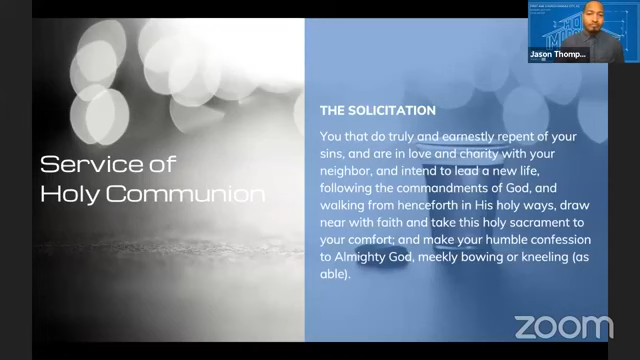 Service of
Holy Communion
THE SOLICITATION
You that do truly and earnestly repent of your
sins, and are in love and charity with your
neighbor, and intend to lead a new life,
following the commandments of God, and
walking from henceforth in His holy ways, draw
near with faith and take this holy sacrament to
your comfort; and make your humble confession
to Almighty God, meekly bowing or kneeling (as
able).
Jason Thomp...
zoom